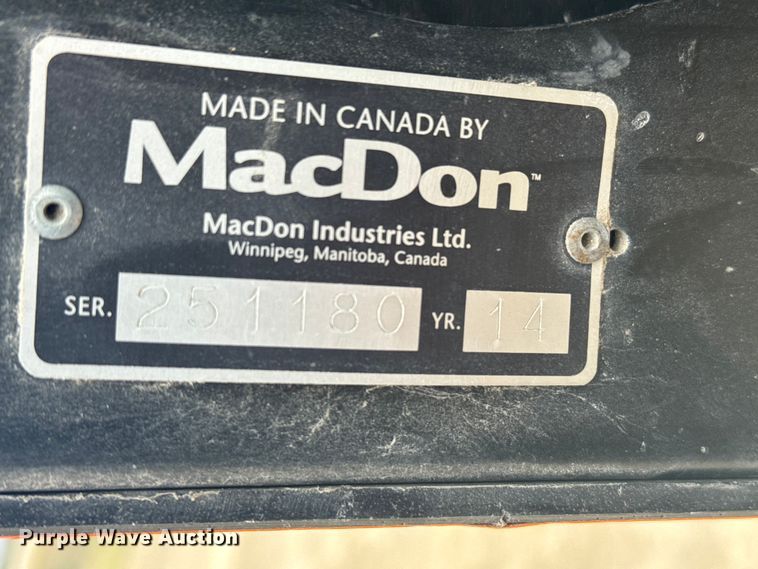 MADE IN CANADA BY
MacDon™
MacDon Industries Ltd.
Winnipeg, Manitoba, Canada
SER. 251180 YR. 14
Purple Wave Auction